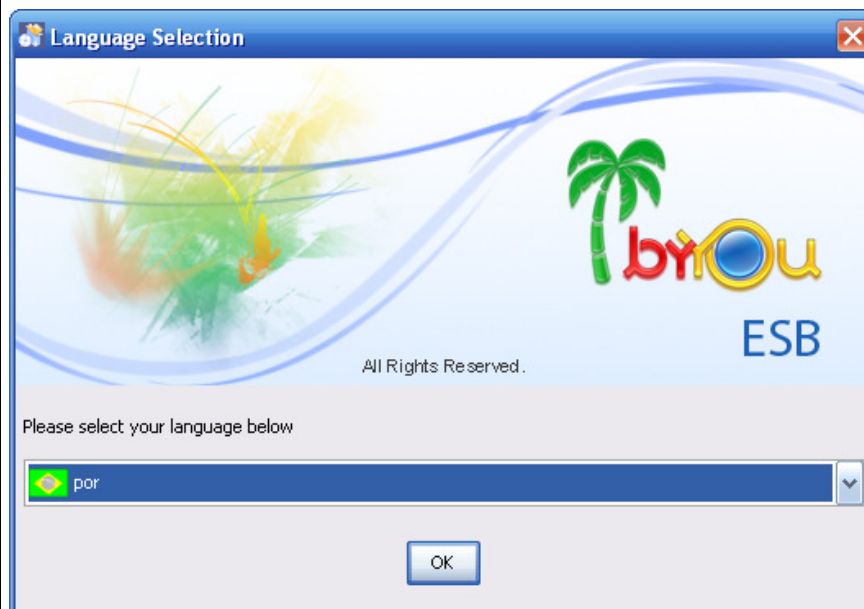 Language Selection
byYou
ESB
All Rights Reserved.
Please select your language below
por
OK